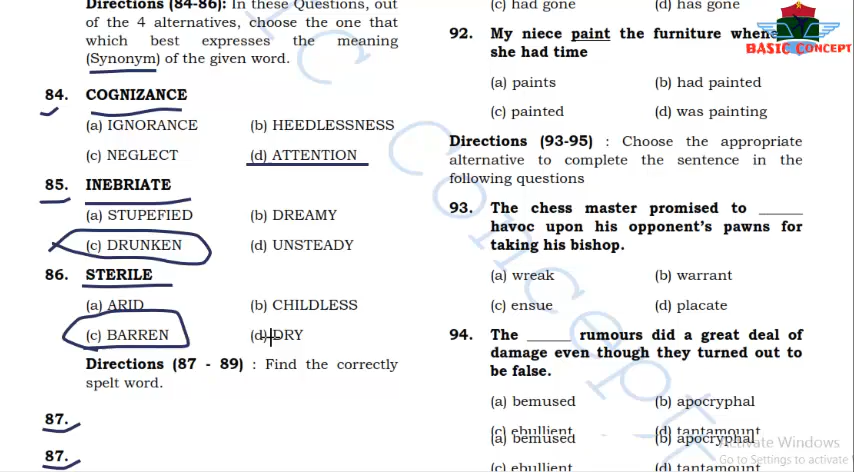 Directions (84-86): In these Questions, out
of the 4 alternatives, choose the one that
which best expresses the meaning
(Synonym) of the given word.
84. COGNIZANCE
(a) IGNORANCE (b) HEEDLESSNESS
(c) NEGLECT (d) ATTENTION
85. INEBRIATE
(a) STUPEFIED (b) DREAMY
(c) DRUNKEN (d) UNSTEADY
86. STERILE
(a) ARID (b) CHILDLESS
(c) BARREN (d) DRY
Directions (87 - 89) : Find the correctly
spelt word.
87.
87.
(c) had gone (d) has gone
92. My niece paint the furniture
she had time
(a) paints (b) had painted
(c) painted (d) was painting
Directions (93-95) : Choose the appropriate
alternative to complete the sentence in the
following questions
93. The chess master promised to _____
havoc upon his opponent's pawns for
taking his bishop.
(a) wreak (b) warrant
(c) ensue (d) placate
94. The _____ rumours did a great deal of
damage even though they turned out to
be false.
(a) bemused (b) apocryphal
(c) ebullient (d) tantamount
(a) bemused (b) apocryphal
(c) ebullient (d) tantamount
BASIC CONCEPT
Activate Windows
Go to Settings to activate